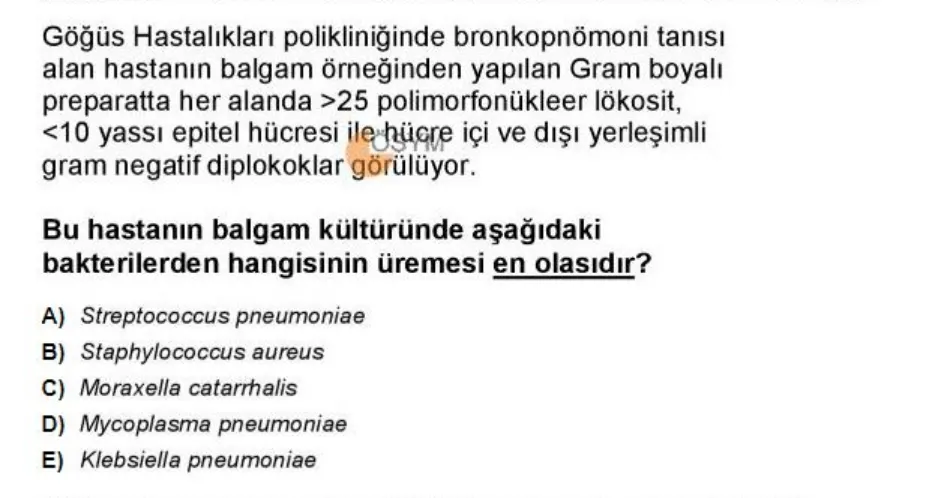 Göğüs Hastalıkları polikliniğinde bronkopnömoni tanısı
alan hastanın balgam örneğinden yapılan Gram boyalı
preparatta her alanda >25 polimorfonükleer lökosit,
<10 yassı epitel hücresi ile hücre içi ve dışı yerleşimli
ÖSYM
gram negatif diplokoklar görülüyor.
Bu hastanın balgam kültüründe aşağıdaki
bakterilerden hangisinin üremesi en olasıdır?
A) Streptococcus pneumoniae
B) Staphylococcus aureus
C) Moraxella catarrhalis
D) Mycoplasma pneumoniae
E) Klebsiella pneumoniae